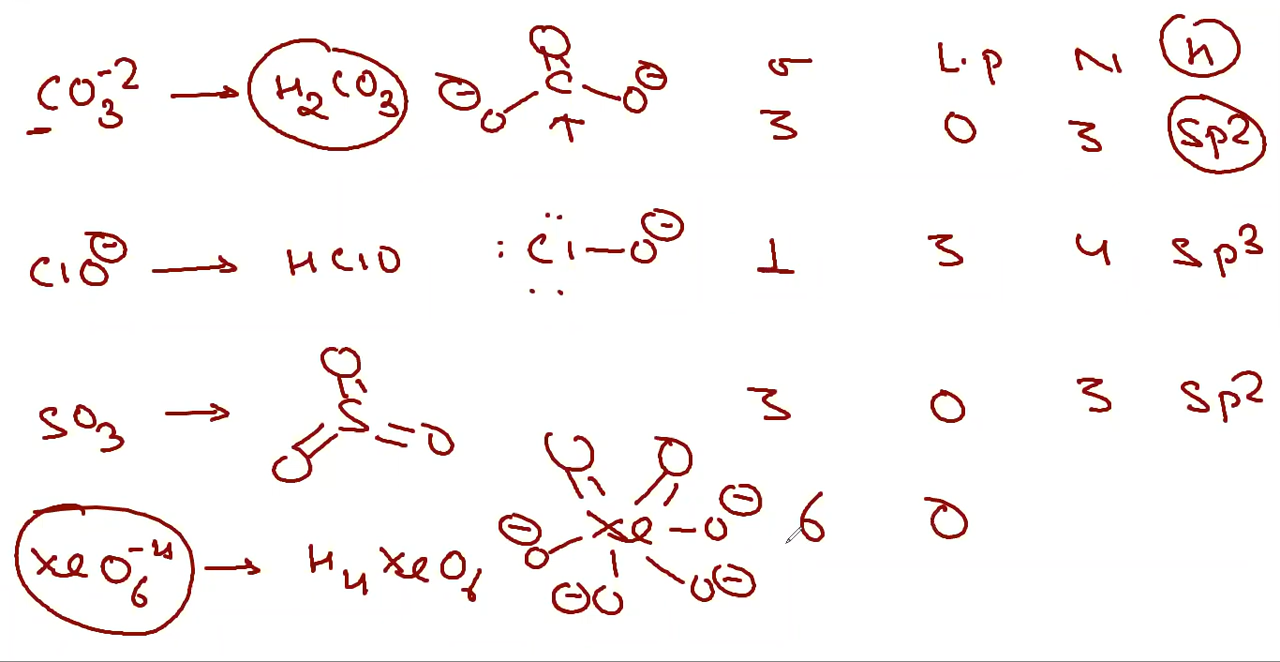 σ L.p N H
CO₃⁻² → H₂CO₃ O ⊖ O C O ⊖ 3 0 3 Sp2
ClO⊖ → HClO :Cl–O⊖ 1 3 4 Sp³
SO₃ → O S O O 3 0 3 Sp2
XeO₆⁻⁴ → H₄XeO₆ O O ⊖ O Xe O ⊖ ⊖ O O ⊖ 6 0